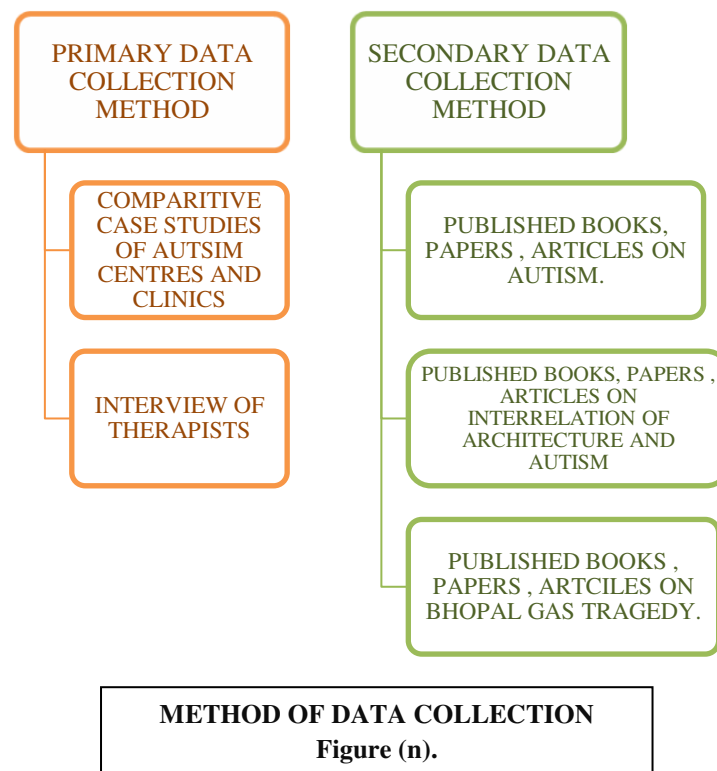 PRIMARY DATA
COLLECTION
METHOD
COMPARITIVE
CASE STUDIES
OF AUTSIM
CENTRES AND
CLINICS
INTERVIEW OF
THERAPISTS
SECONDARY DATA
COLLECTION
METHOD
PUBLISHED BOOKS,
PAPERS , ARTICLES ON
AUTISM.
PUBLISHED BOOKS, PAPERS ,
ARTICLES ON
INTERRELATION OF
ARCHITECTURE AND
AUTISM
PUBLISHED BOOKS ,
PAPERS , ARTCILES ON
BHOPAL GAS TRAGEDY.
METHOD OF DATA COLLECTION
Figure (n).